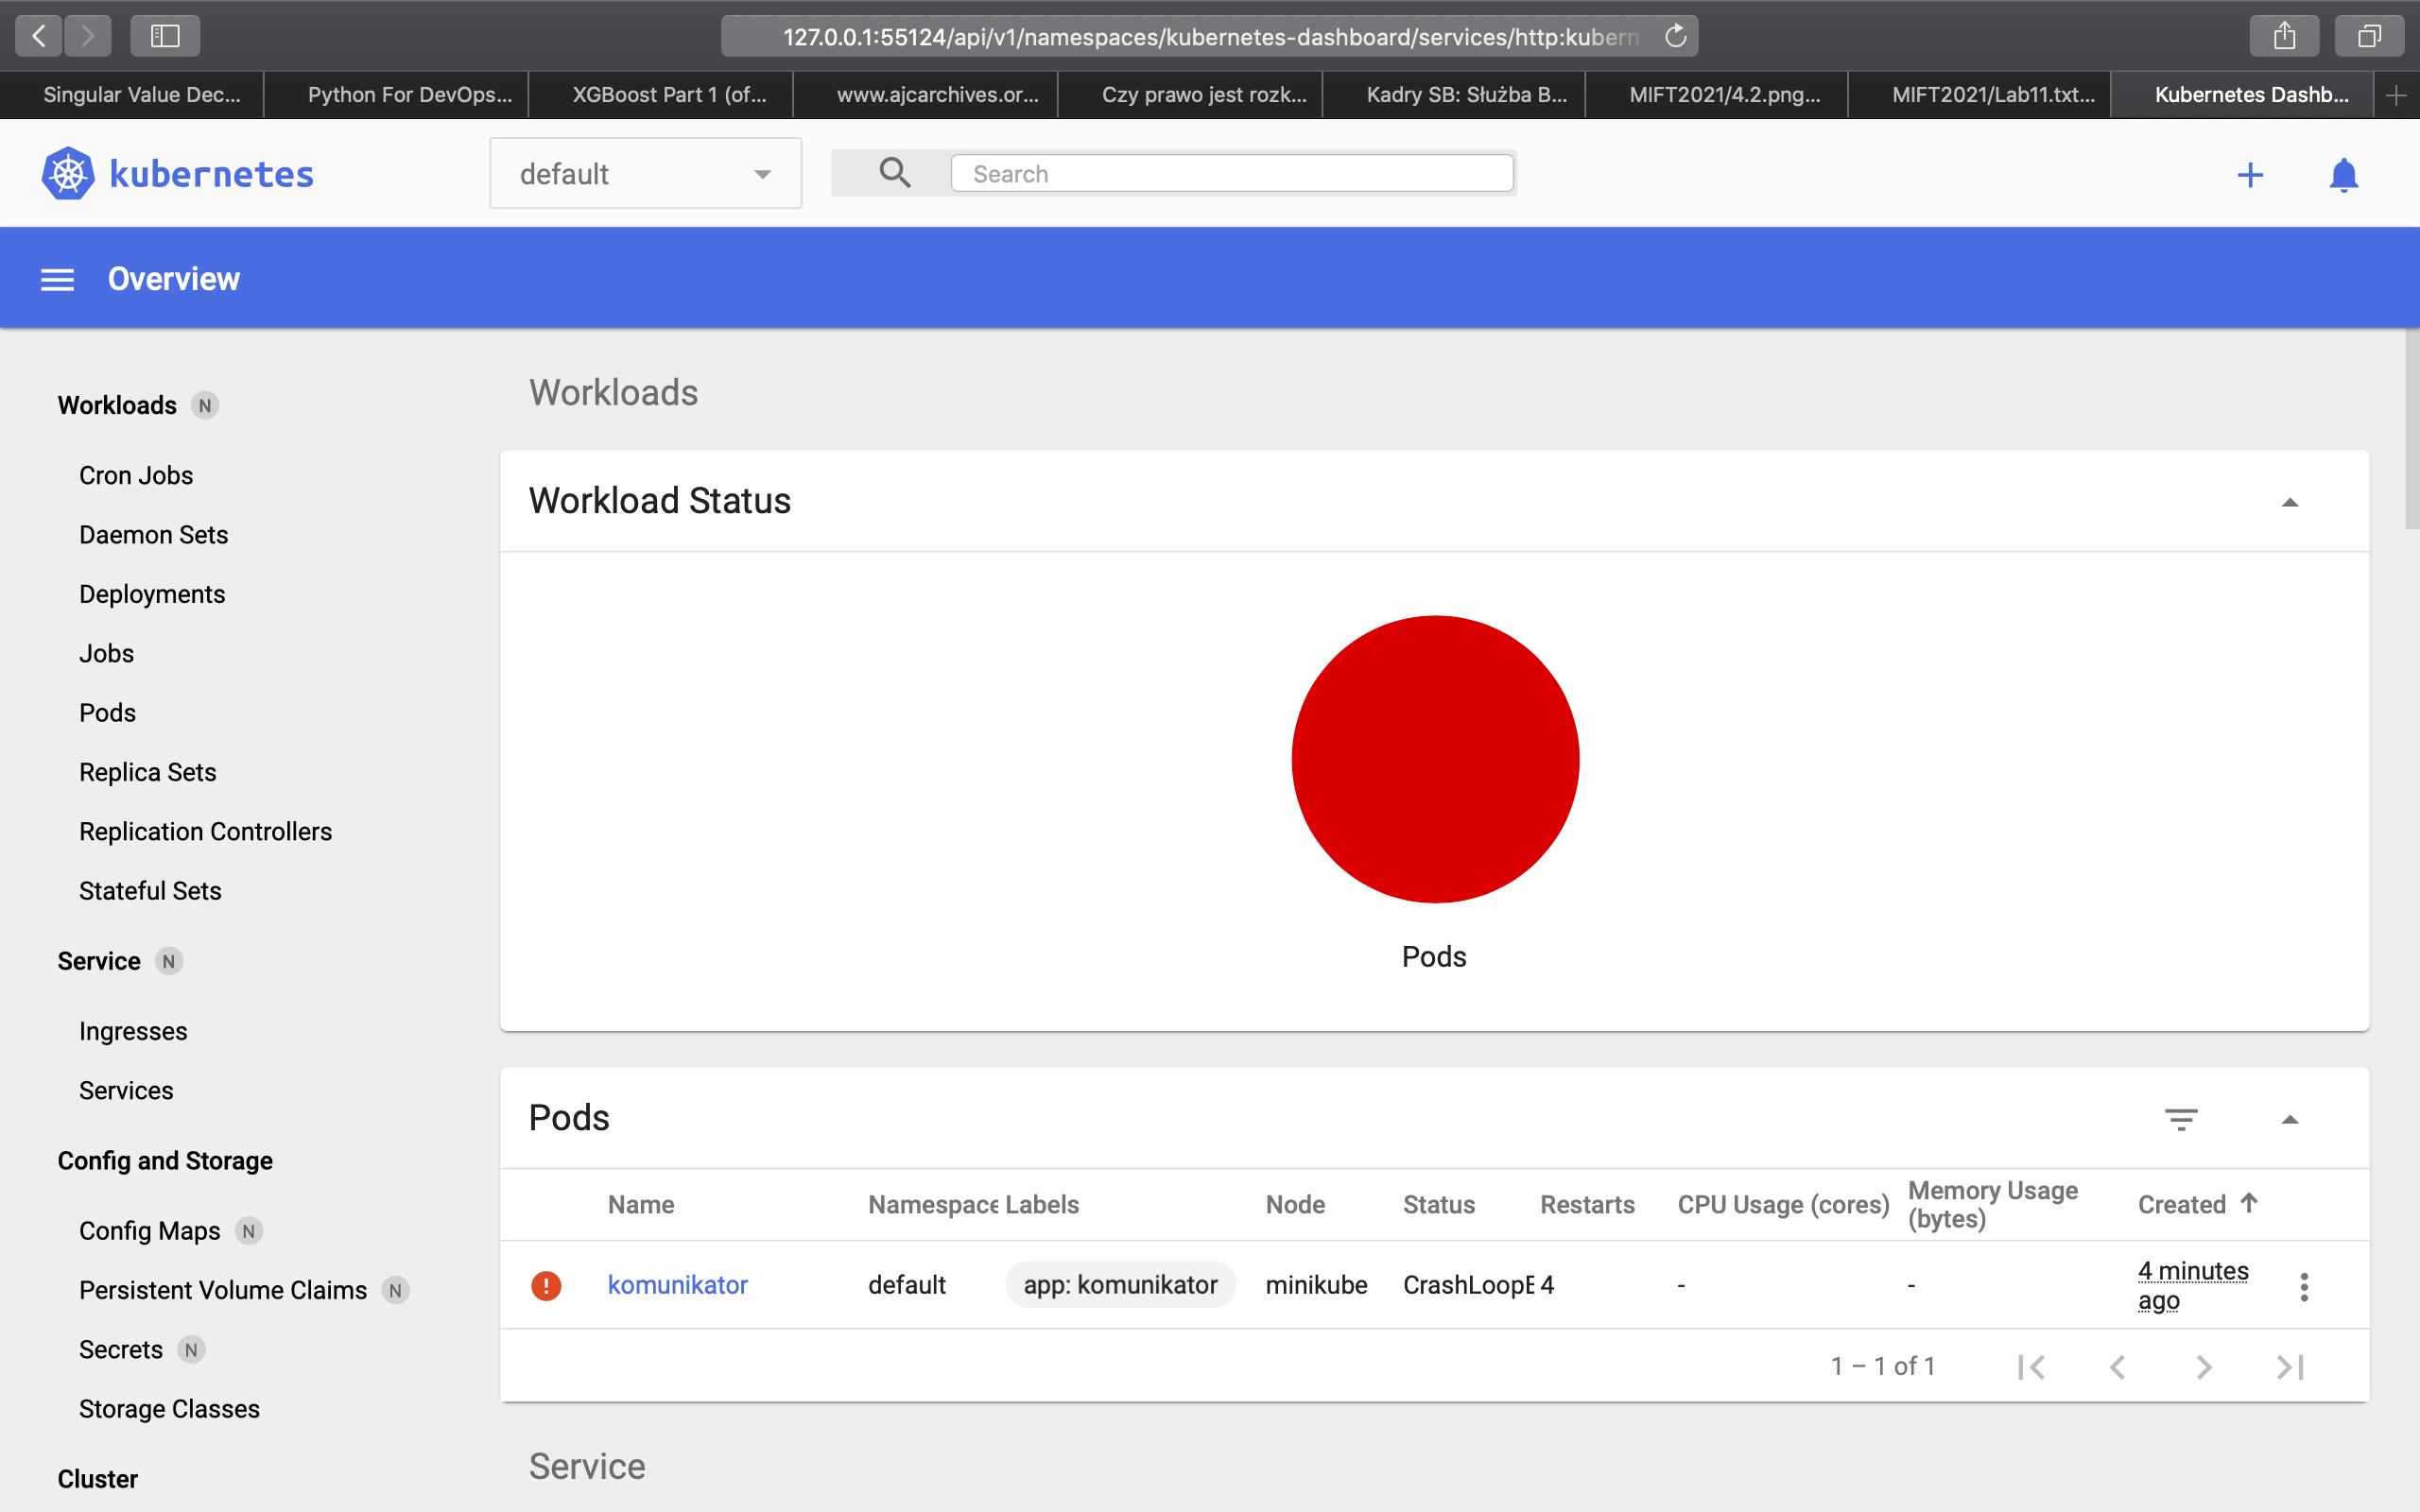 127.0.0.1:55124/api/v1/namespaces/kubernetes-dashboard/services/http:kubern
Singular Value Dec...
Python For DevOps...
XGBoost Part 1 (of...
www.ajcarchives.or...
Czy prawo jest rozk...
Kadry SB: Służba B...
MIFT2021/4.2.png...
MIFT2021/Lab11.txt...
Kubernetes Dashb...
kubernetes
default
Search
Overview
Workloads N
Cron Jobs
Daemon Sets
Deployments
Jobs
Pods
Replica Sets
Replication Controllers
Stateful Sets
Service N
Ingresses
Services
Config and Storage
Config Maps N
Persistent Volume Claims N
Secrets N
Storage Classes
Cluster
Workloads
Workload Status
Pods
Pods
Name Namespace Labels Node Status Restarts CPU Usage (cores) Memory Usage (bytes) Created
komunikator default app: komunikator minikube CrashLoopE 4 - - 4 minutes ago
1 – 1 of 1
Service